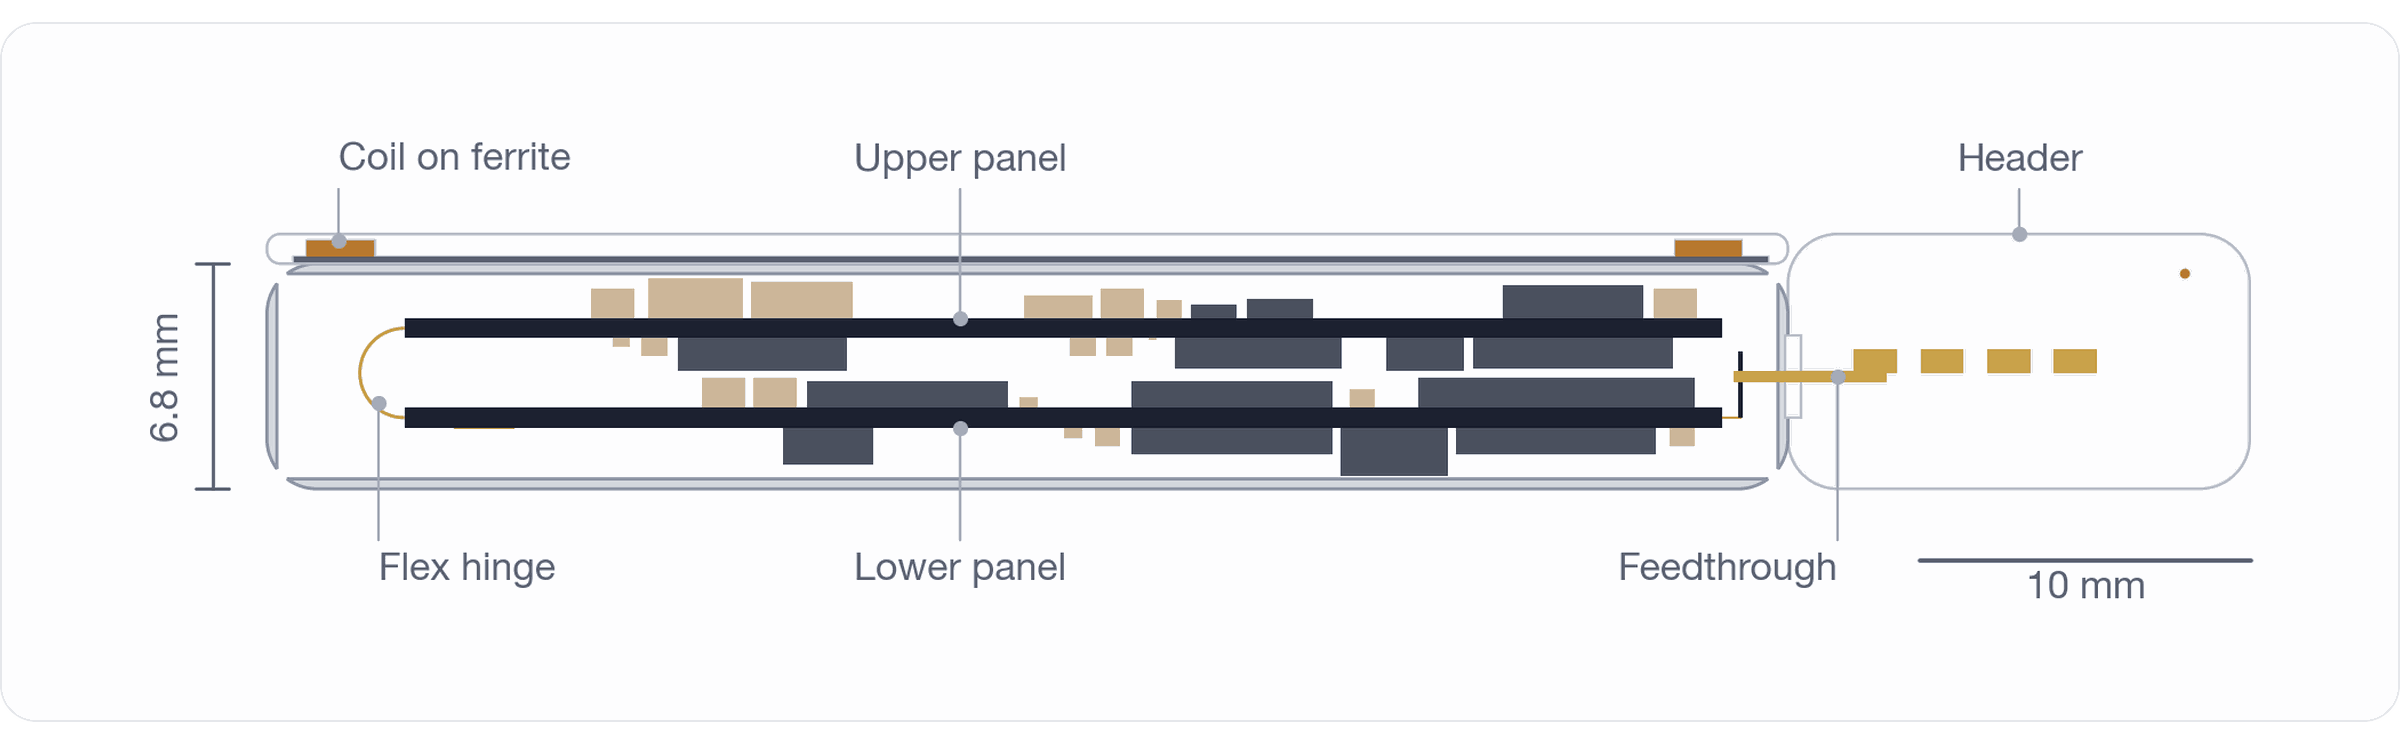 Coil on ferrite
Upper panel
Header
6.8 mm
Flex hinge
Lower panel
Feedthrough
10 mm